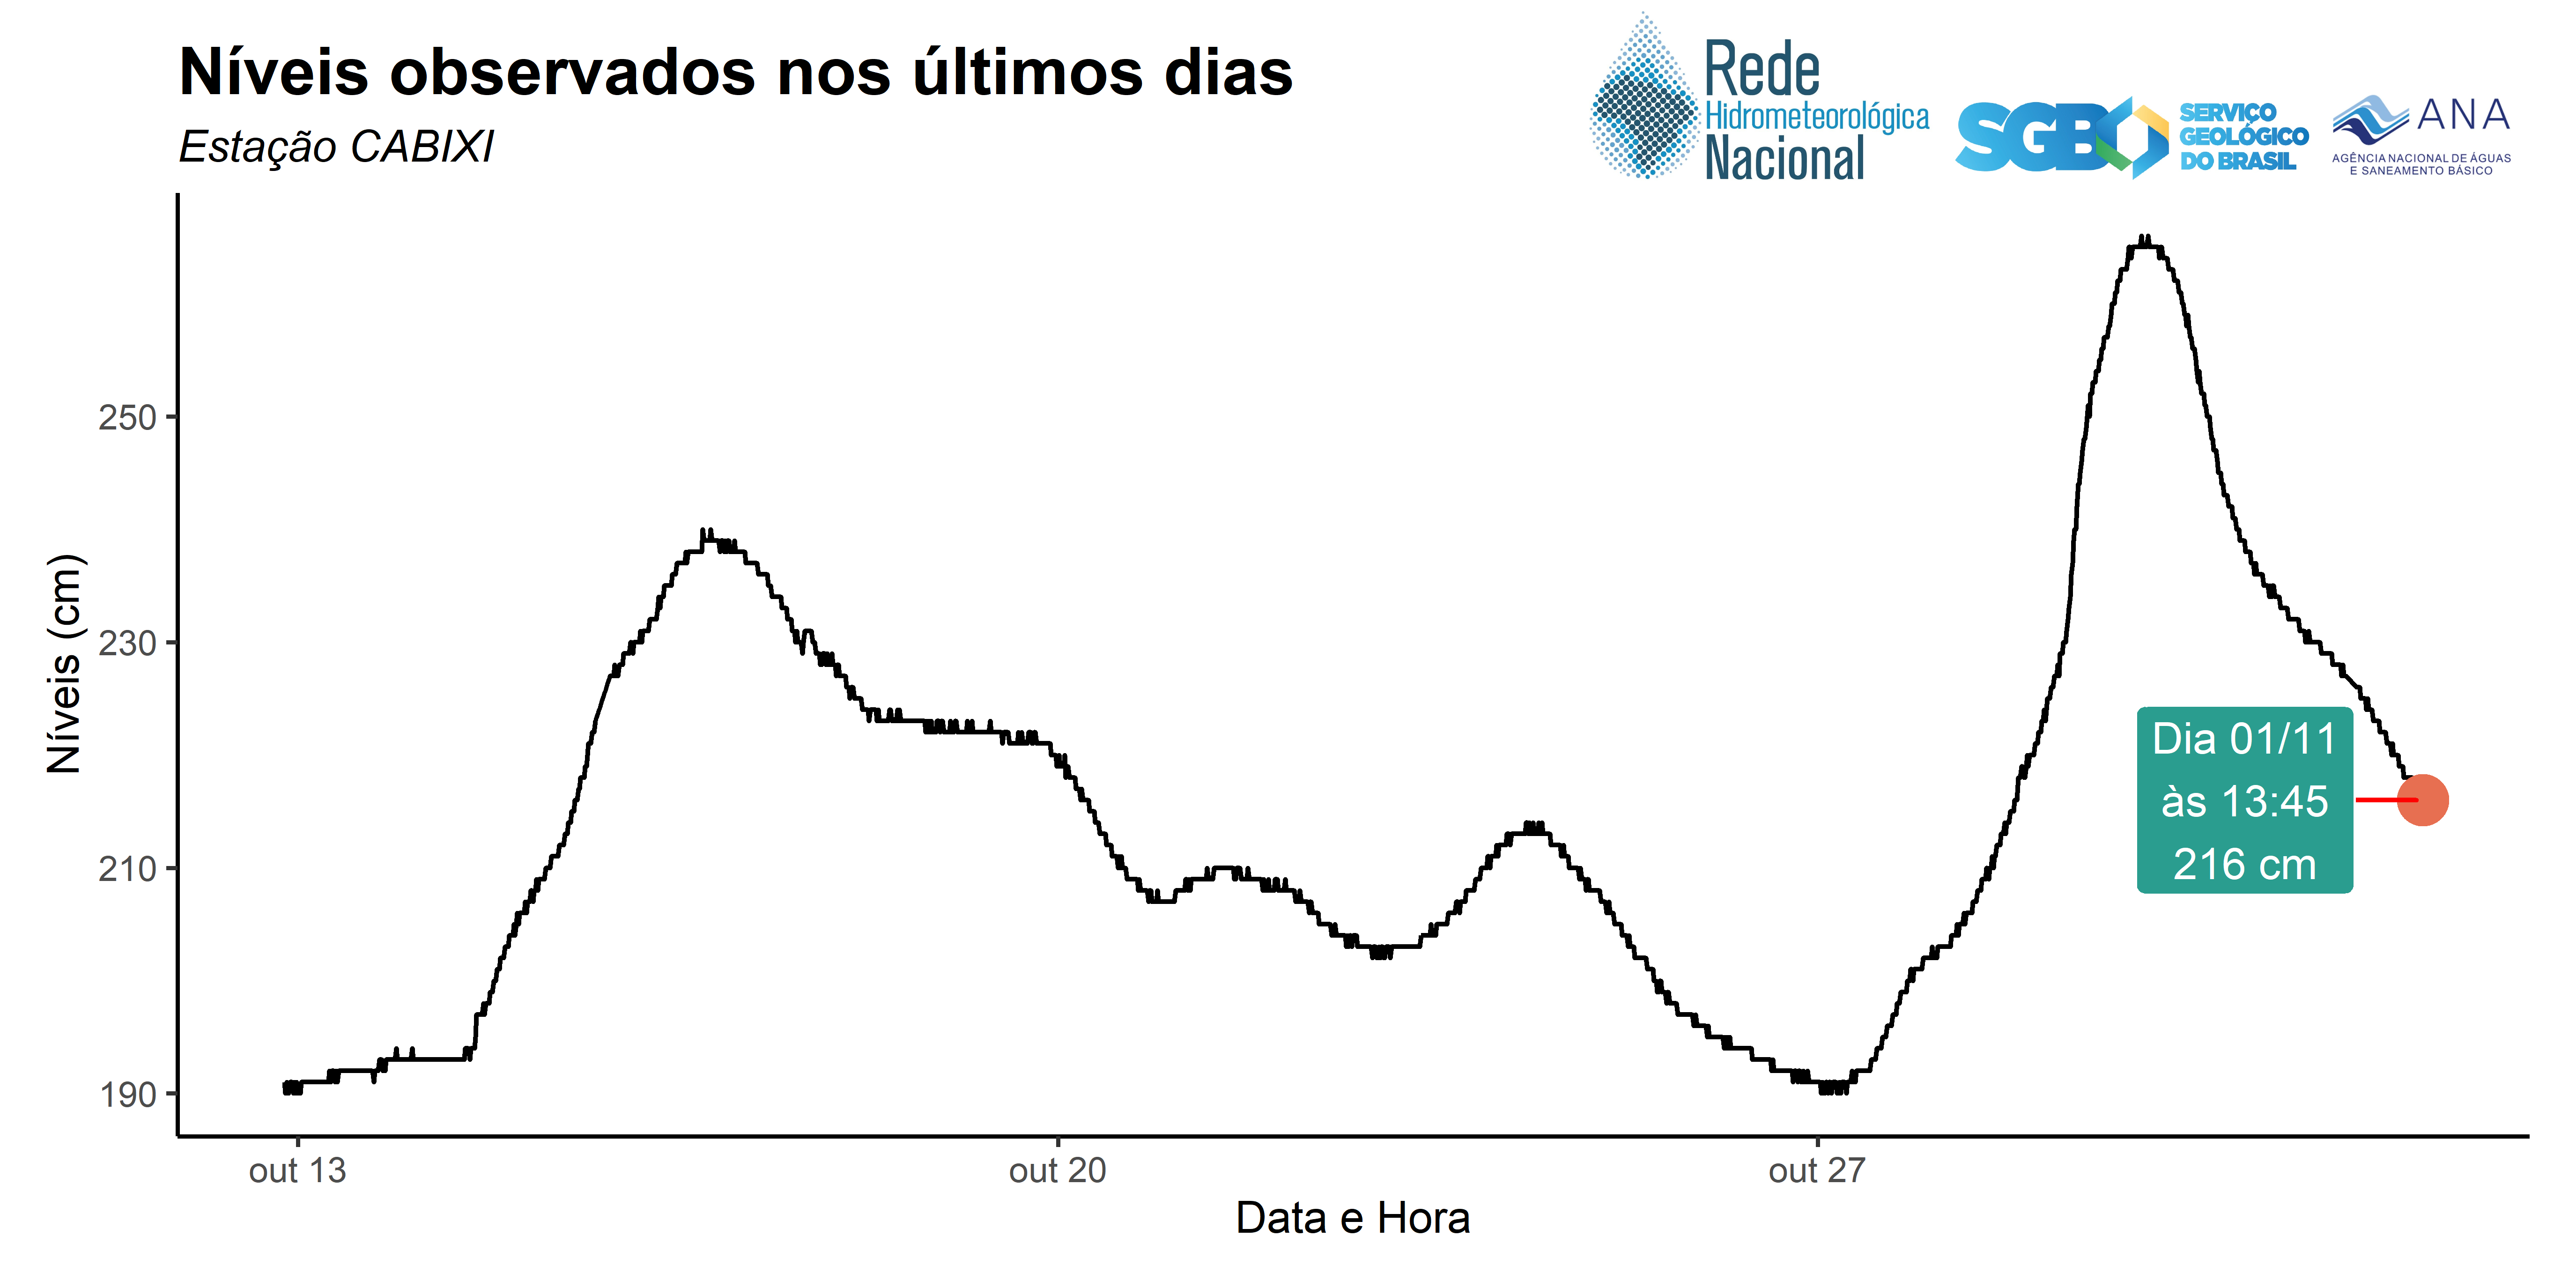 Níveis observados nos últimos dias
Estação CABIXI
Rede
Hidrometeorológica
Nacional
SGB
SERVIÇO
GEOLÓGICO
DO BRASIL
ANA
AGÊNCIA NACIONAL DE ÁGUAS
E SANEAMENTO BÁSICO
Níveis (cm)
250
230
210
190
Dia 01/11
às 13:45
216 cm
out 13
out 20
out 27
Data e Hora